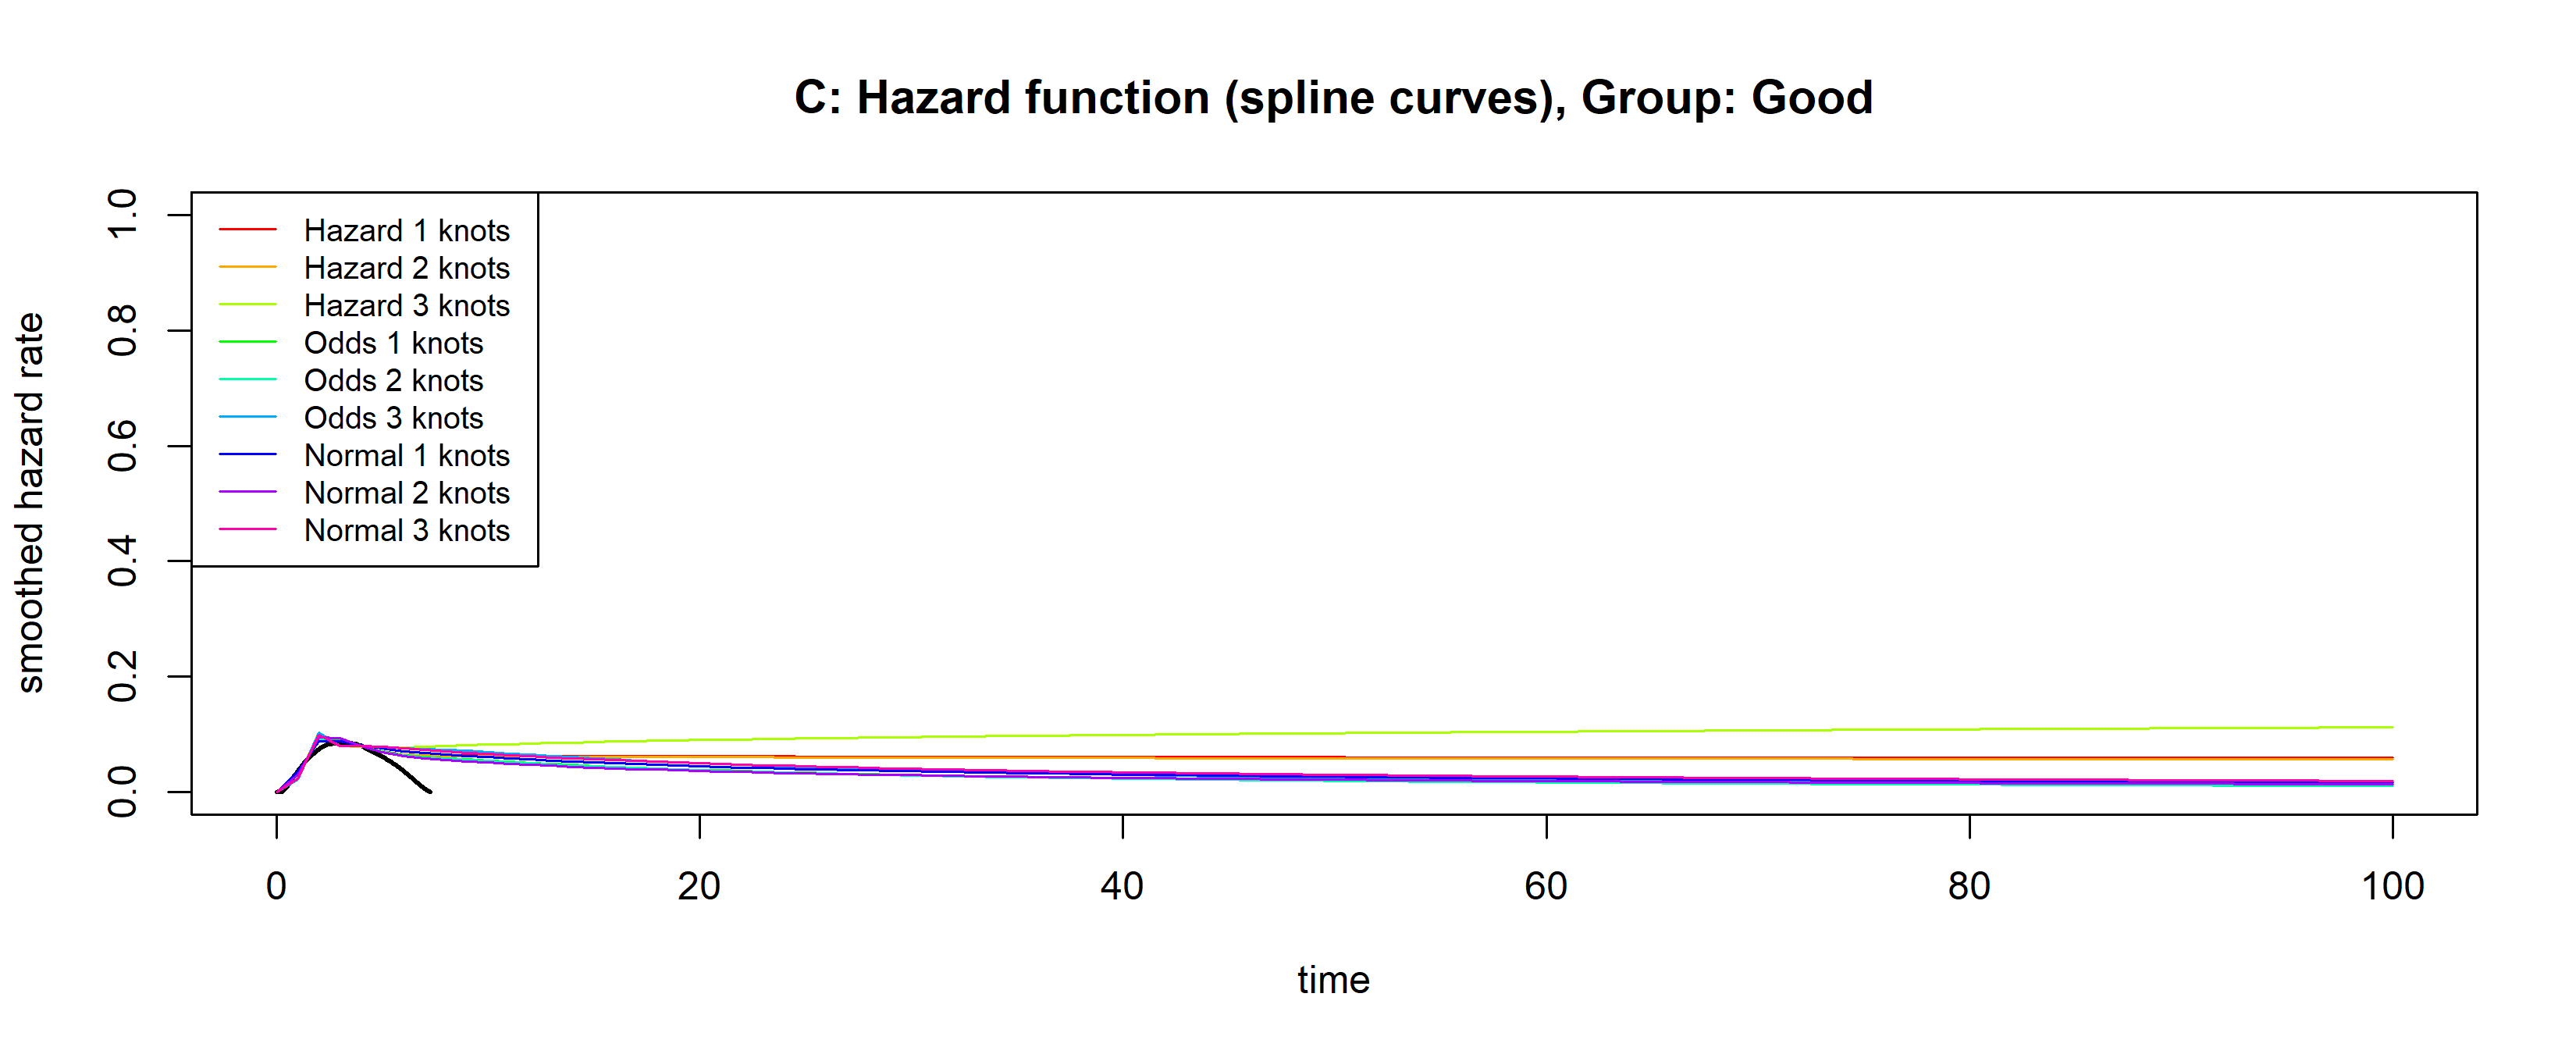 C: Hazard function (spline curves), Group: Good
smoothed hazard rate
1.0
0.8
0.6
0.4
0.2
0.0
Hazard 1 knots
Hazard 2 knots
Hazard 3 knots
Odds 1 knots
Odds 2 knots
Odds 3 knots
Normal 1 knots
Normal 2 knots
Normal 3 knots
0 20 40 60 80 100
time